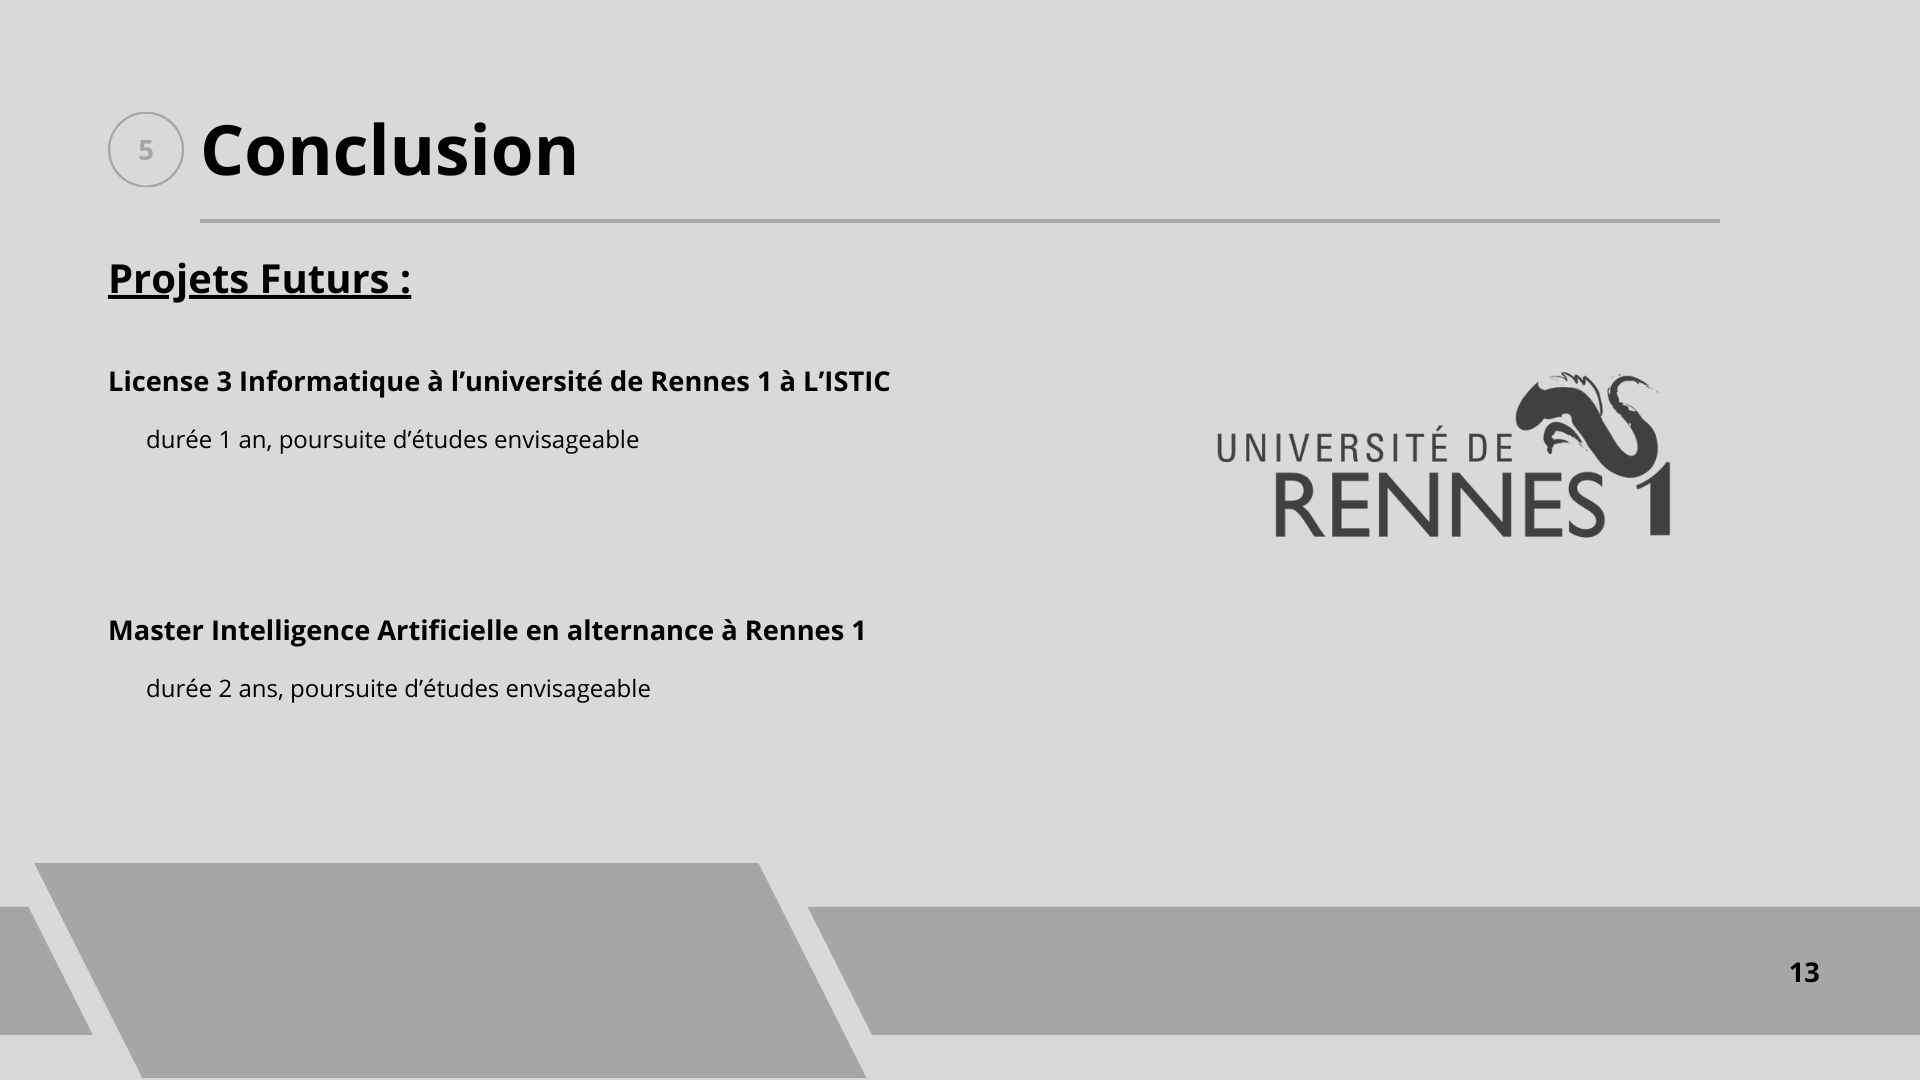 5
Conclusion
Projets Futurs :
License 3 Informatique à l’université de Rennes 1 à L’ISTIC
durée 1 an, poursuite d’études envisageable
UNIVERSITÉ DE
RENNES 1
Master Intelligence Artificielle en alternance à Rennes 1
durée 2 ans, poursuite d’études envisageable
13